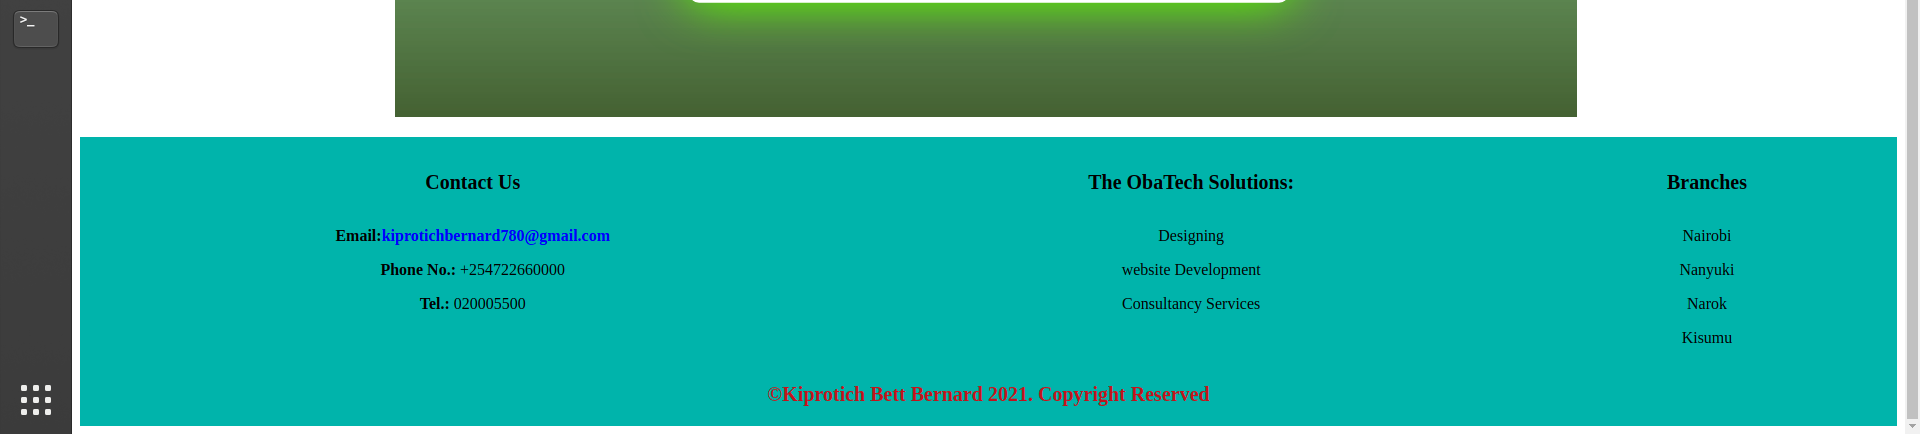 >_
Contact Us
Email:kiprotichbernard780@gmail.com
Phone No.: +254722660000
Tel.: 020005500
The ObaTech Solutions:
Designing
website Development
Consultancy Services
Branches
Nairobi
Nanyuki
Narok
Kisumu
©Kiprotich Bett Bernard 2021. Copyright Reserved